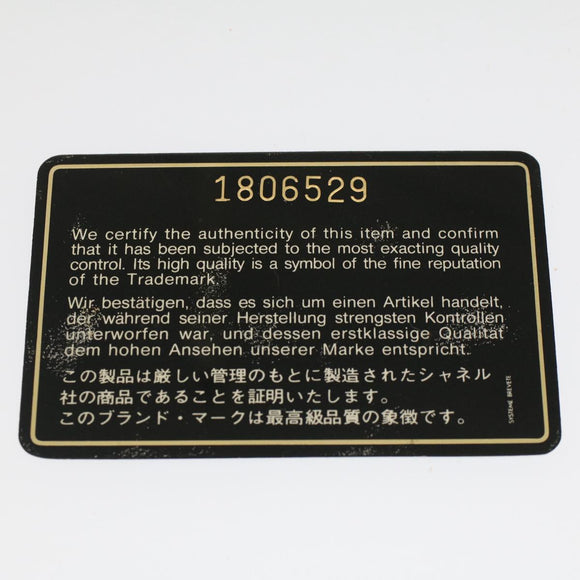 1806529
We certify the authenticity of this item and confirm
that it has been subjected to the most exacting quality
control. Its high quality is a symbol of the fine reputation
of the Trademark.
Wir bestätigen, dass es sich um einen Artikel handelt,
der während seiner Herstellung strengsten Kontrollen
unterworfen war, und dessen erstklassige Qualität
dem hohen Ansehen unserer Marke entspricht.
この製品は厳しい管理のもとに製造されたシャネル
社の商品であることを証明いたします。
このブランド・マークは最高級品質の象徴です。
SYSTEME BREVETE